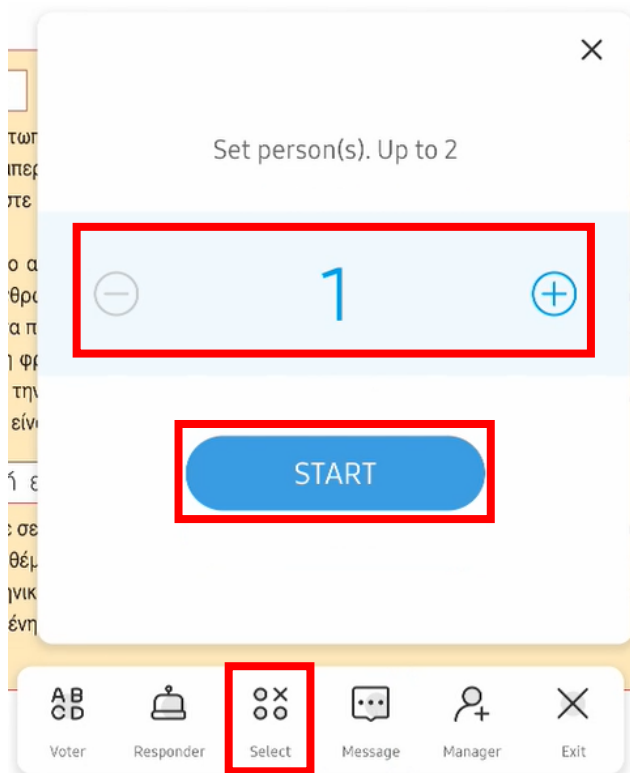 Set person(s). Up to 2
1
START
A B
C D
Voter
Responder
Select
Message
Manager
Exit